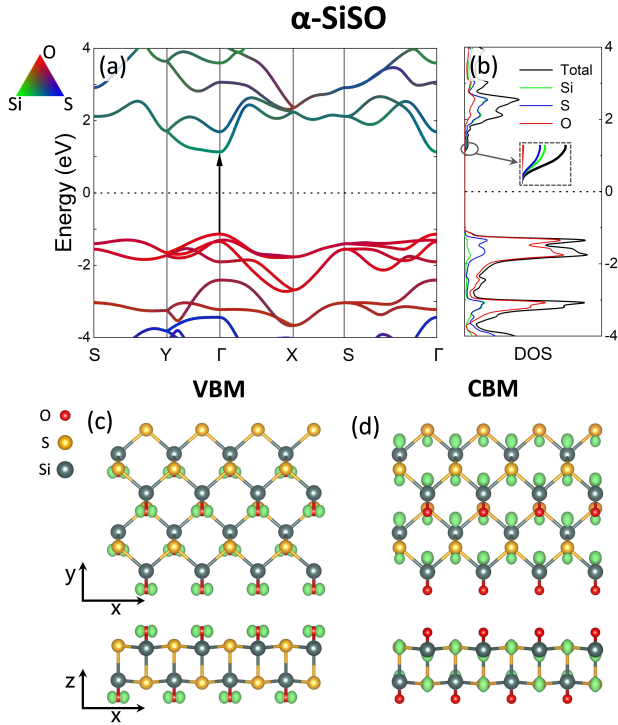 α-SiSO
O
Si S
(a)
Energy (eV)
4
2
0
-2
-4
S Y Γ X S Γ
(b)
Total
Si
S
O
4
2
0
-2
-4
DOS
VBM CBM
(c)
O
S
Si
(d)
y
x
z
x
y
x
z
x